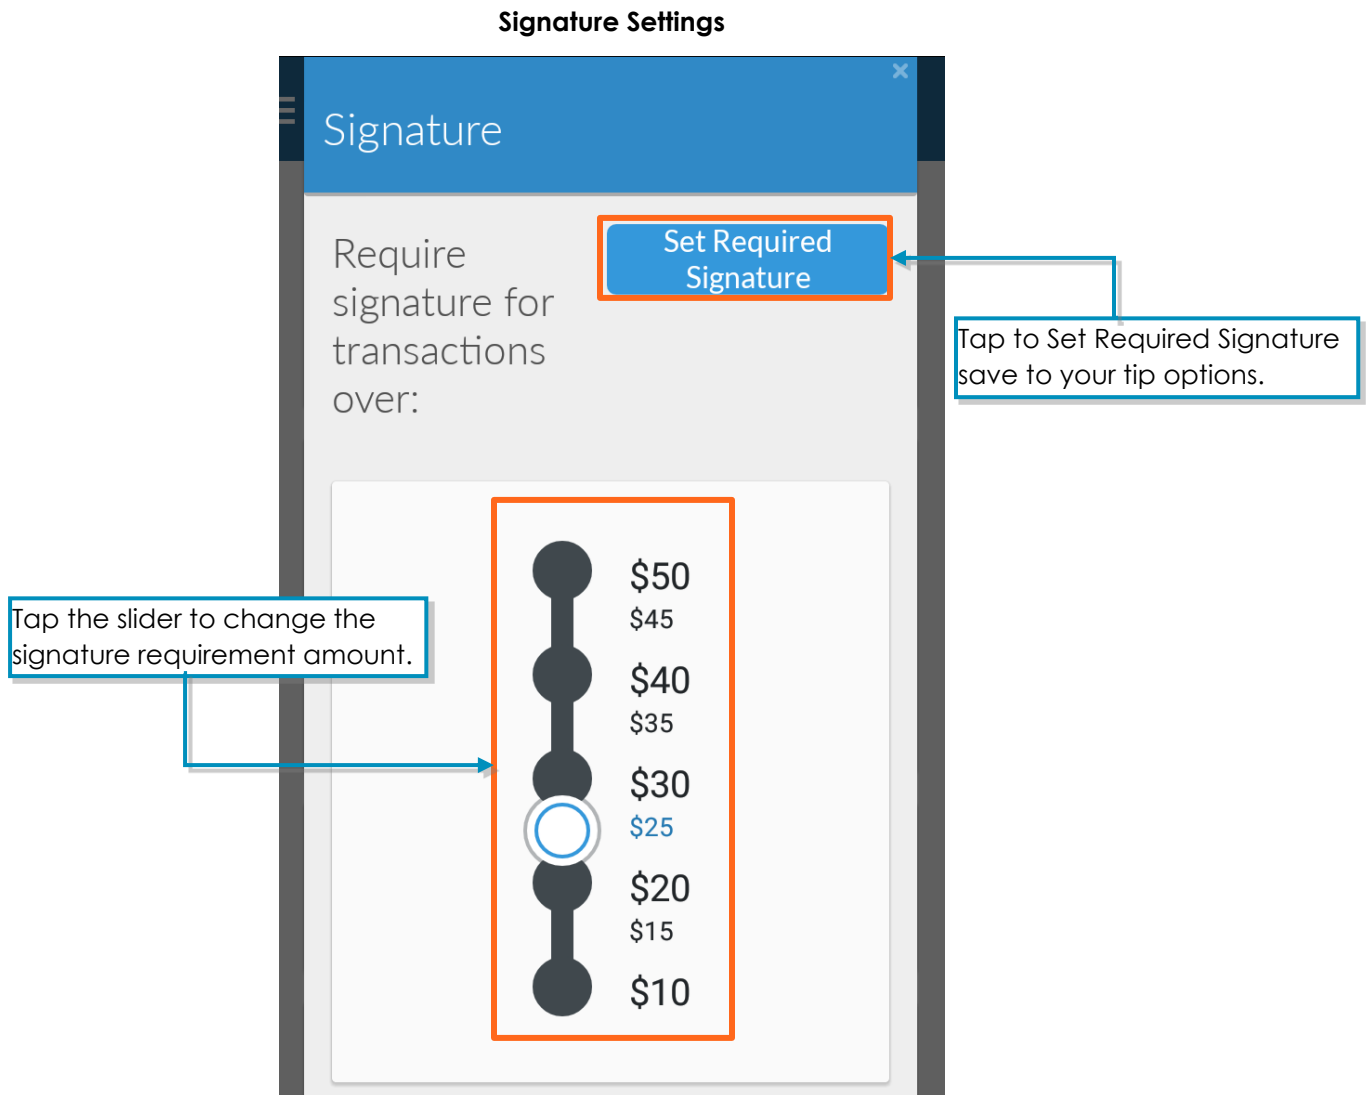 Signature Settings
×
Signature
Require
signature for
transactions
over:
Set Required
Signature
Tap to Set Required Signature
save to your tip options.
Tap the slider to change the
signature requirement amount.
$50
$45
$40
$35
$30
$25
$20
$15
$10